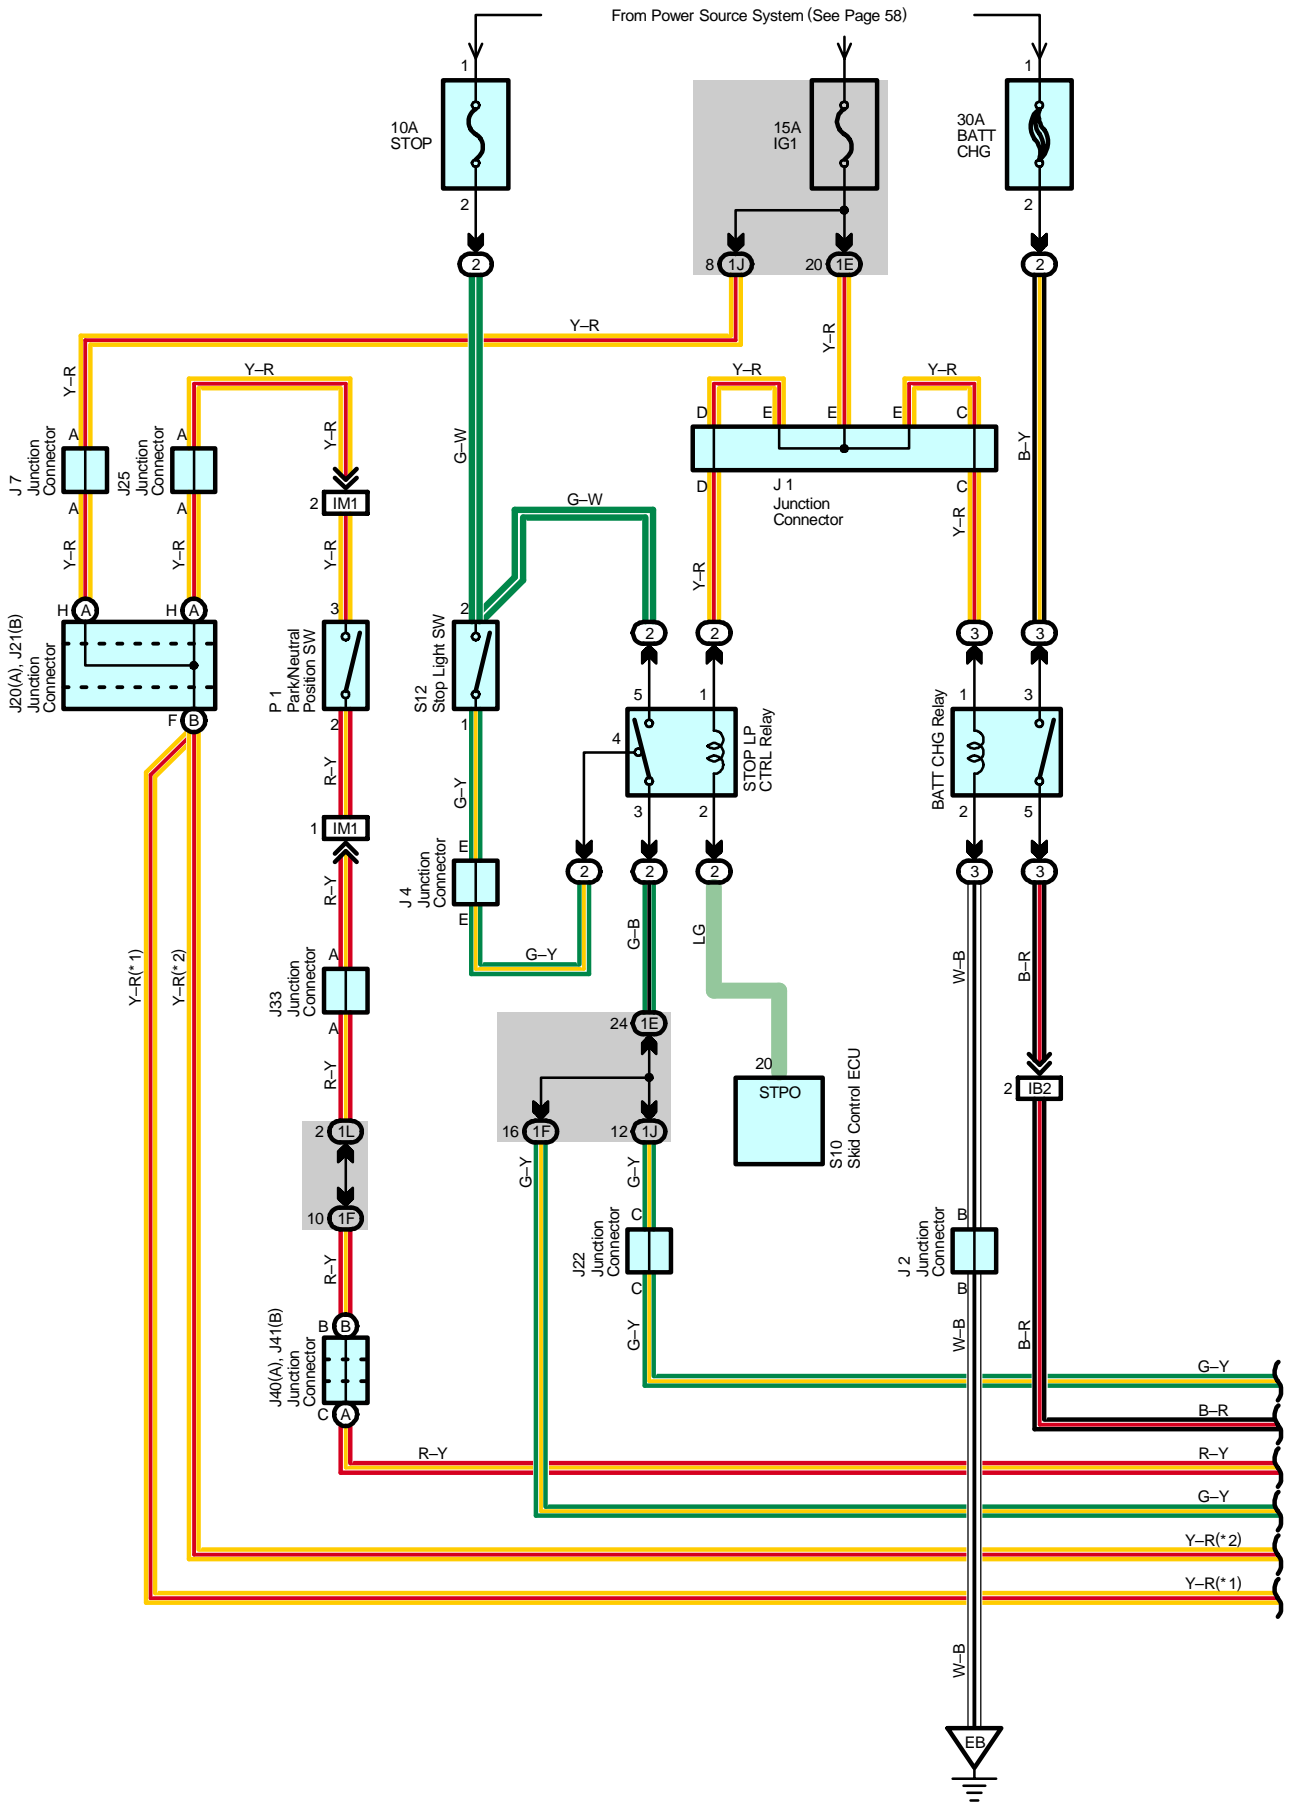 From Power Source System (See Page 58)
1
1
10A
STOP
15A
IG1
30A
BATT
CHG
2
2
2
8 1J
20 1E
2
Y–R
Y–R
Y–R
Y–R
Y–R
Y–R
D E E E C
A
J 7
Junction
Connector
A
A
J25
Junction
Connector
A
Y–R
2 IM1
G–W
G–W
B–Y
D
J 1
Junction
Connector
C
Y–R
Y–R
Y–R
Y–R
Y–R
H A
H A
J20(A), J21(B)
Junction
Connector
F B
3
P 1
Park/Neutral
Position SW
2
2
S12
Stop Light SW
1
2
2
3
3
5
1
4
STOP LP
CTRL Relay
3
2
1
3
BATT CHG Relay
2
5
R–Y
1 IM1
R–Y
G–Y
E
J 4
Junction
Connector
E
G–Y
2
2
2
3
3
G–B
LG
W–B
B–R
Y–R(*1)
Y–R(*2)
A
J33
Junction
Connector
A
R–Y
24 1E
20
STPO
S10
Skid Control ECU
2 IB2
2 1L
10 1F
16 1F
12 1J
G–Y
G–Y
C
J22
Junction
Connector
C
G–Y
B
J 2
Junction
Connector
B
W–B
B–R
R–Y
B B
J40(A), J41(B)
Junction
Connector
C A
G–Y
B–R
R–Y
R–Y
G–Y
Y–R(*2)
Y–R(*1)
W–B
EB